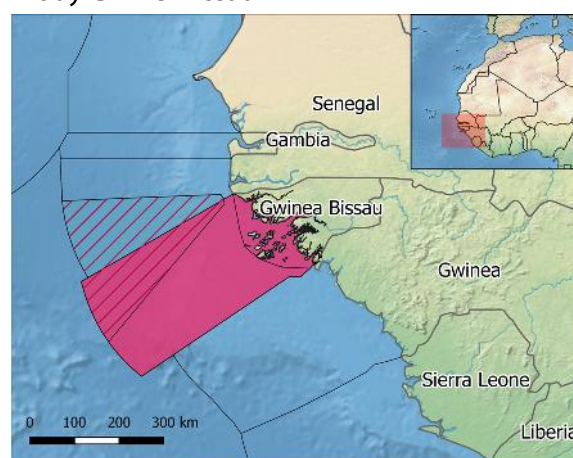 Senegal
Gambia
Gwinea Bissau
Gwinea
Sierra Leone
Liberia
0 100 200 300 km